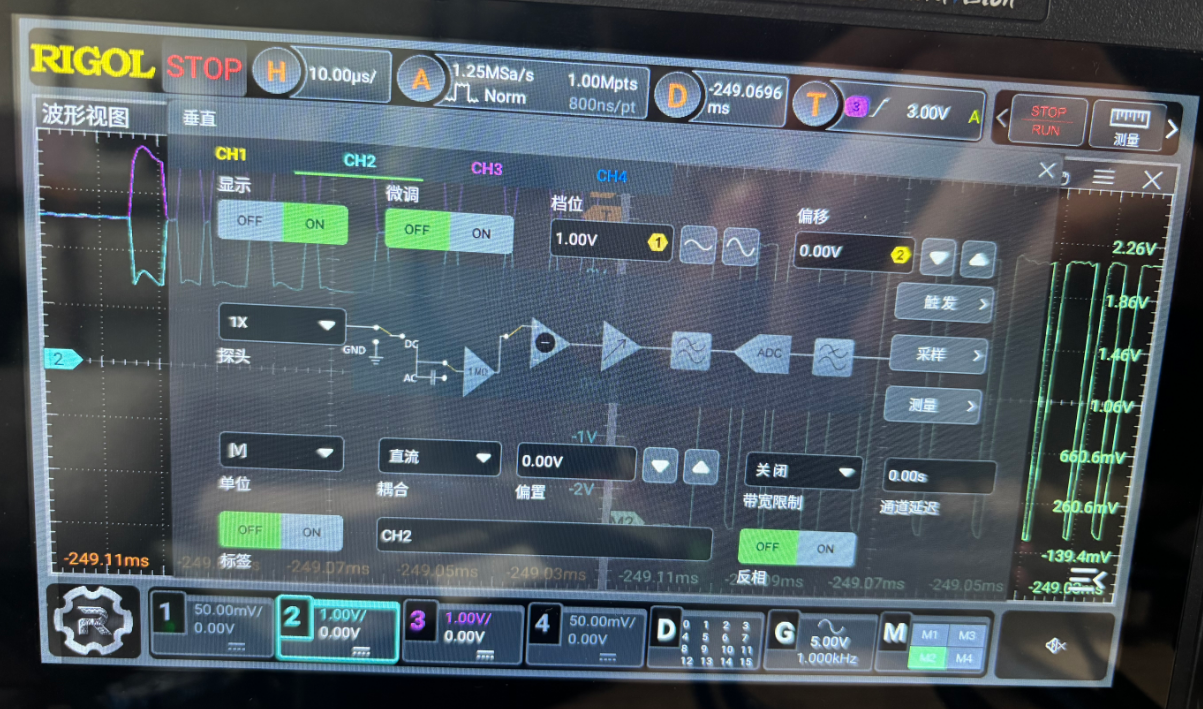 RIGOL STOP H 10.00µs/ A 1.25MSa/s 1.00Mpts D -249.0696 T 3 3.00V A STOP
Norm 800ns/pt ms RUN 测量
波形视图 垂直
CH1 CH2 CH3 CH4
显示 微调 档位 偏移
OFF ON OFF ON 1.00V 1 0.00V 2
2.26V
触发
1.86V
1X
探头 GND DC AC 1MΩ ADC 采样
1.46V
2
测量
1.06V
-1V
M 直流 0.00V 关闭 0.00s
660.6mV
单位 耦合 偏置 -2V 带宽限制 通道延迟
260.6mV
OFF ON CH2 M2 OFF ON
标签 反相
-139.4mV
-249.11ms -249.07ms -249.05ms -249.03ms -249.11ms -249.07ms -249.05ms
1 50.00mV/ 2 1.00V/ 3 1.00V/ 4 50.00mV/ D 0 1 2 3 G 5.00V M M1 M3
0.00V 0.00V 0.00V 0.00V 4 5 6 7 1.000kHz M2 M4
8 9 10 11
12 13 14 15